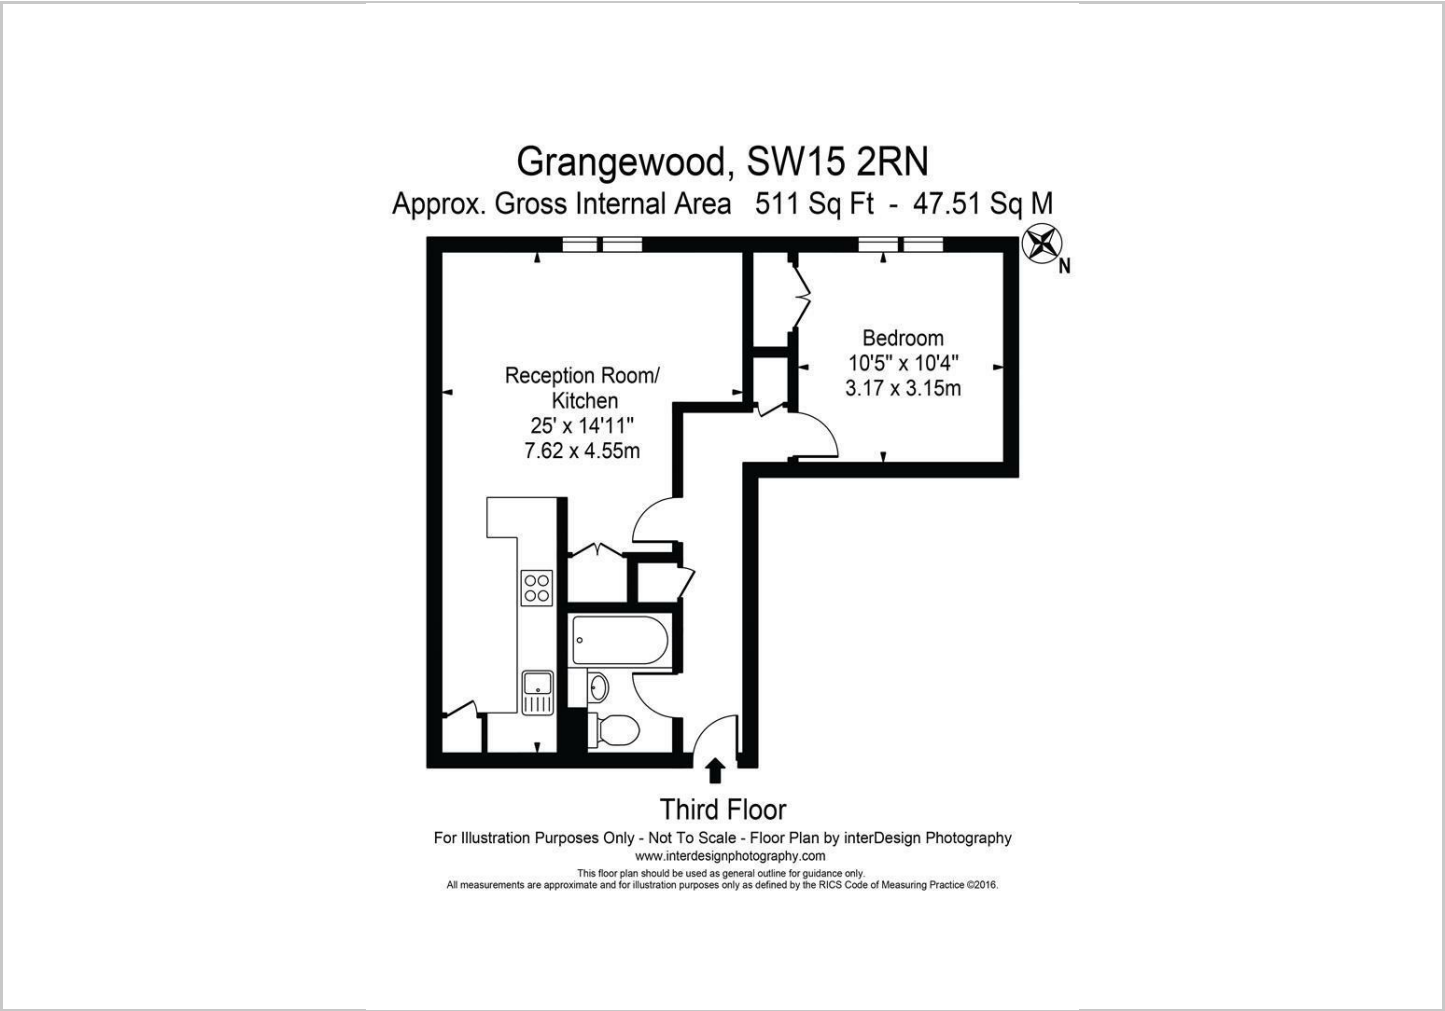 Grangewood, SW15 2RN
Approx. Gross Internal Area 511 Sq Ft - 47.51 Sq M
N
Bedroom
10'5" x 10'4"
3.17 x 3.15m
Reception Room/
Kitchen
25' x 14'11"
7.62 x 4.55m
Third Floor
For Illustration Purposes Only - Not To Scale - Floor Plan by interDesign Photography
www.interdesignphotography.com
This floor plan should be used as general outline for guidance only.
All measurements are approximate and for illustration purposes only as defined by the RICS Code of Measuring Practice ©2016.